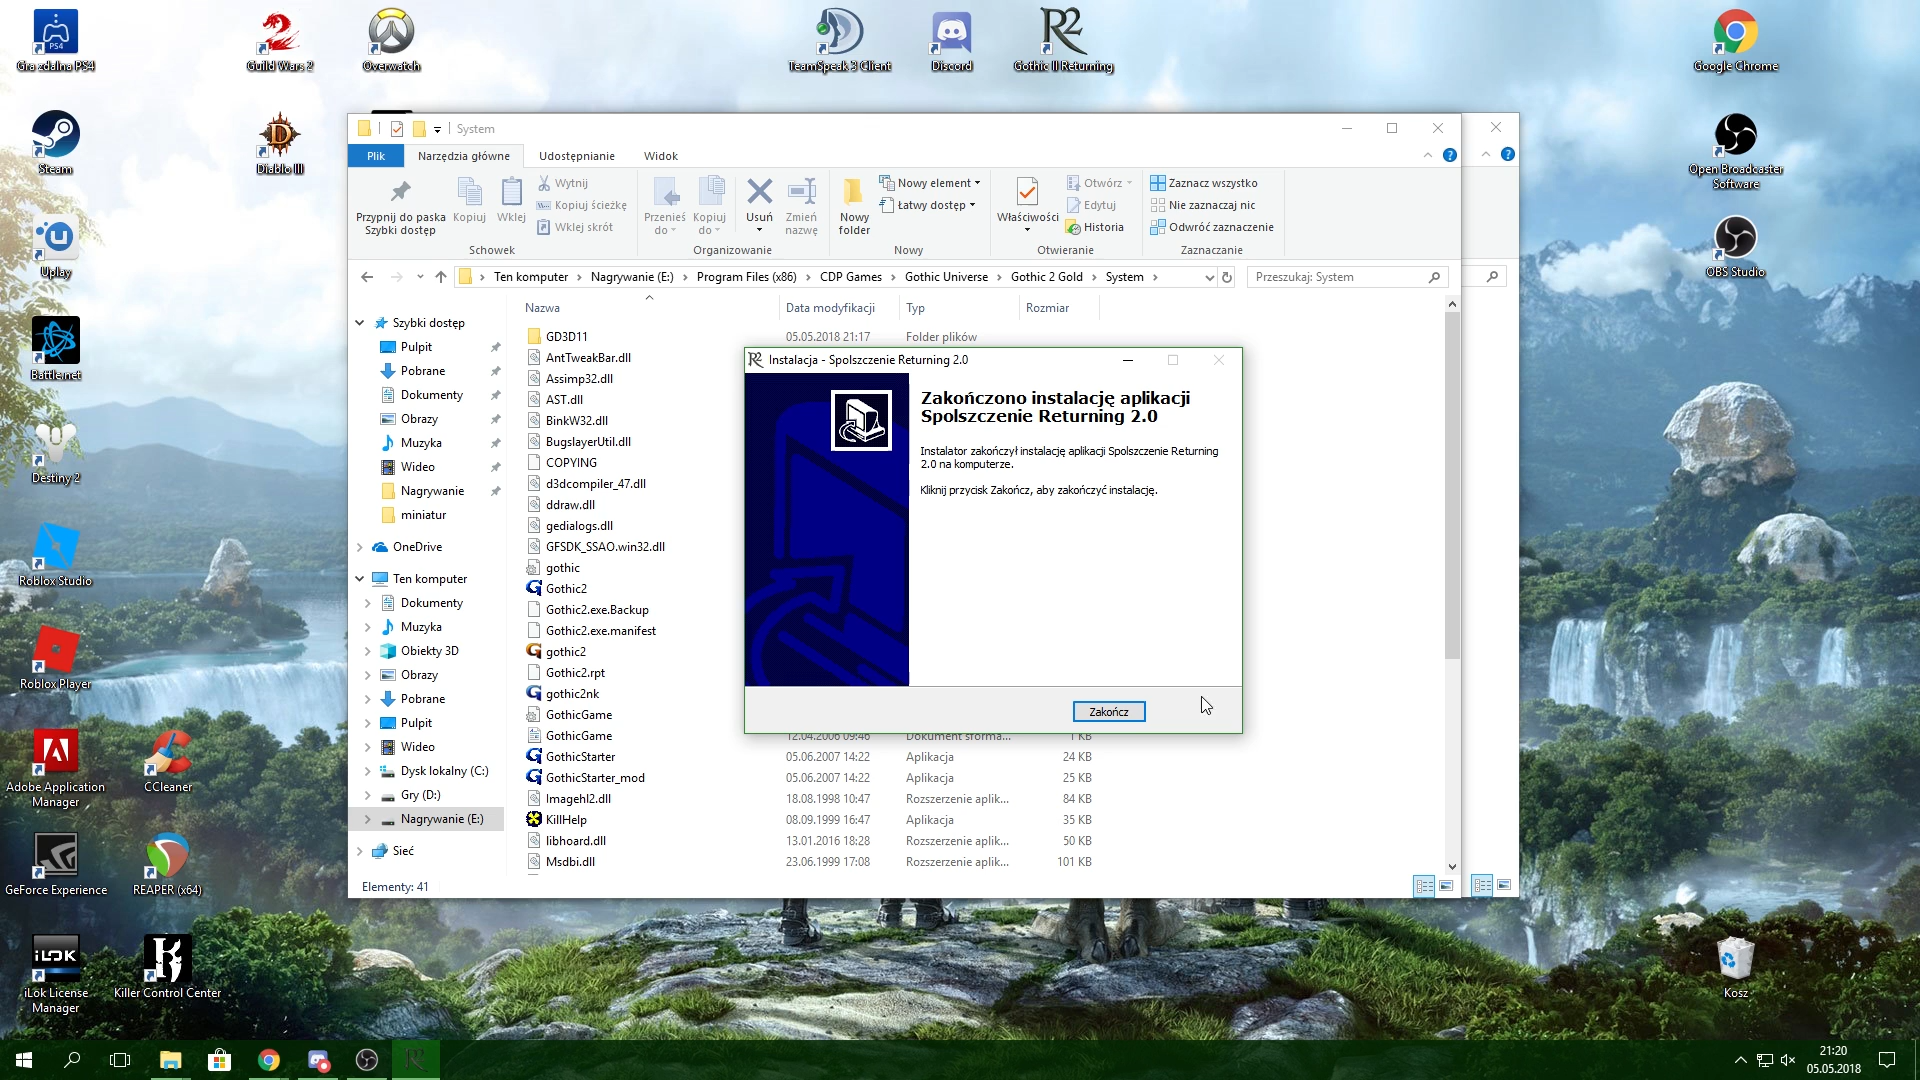 Gra zdalna PS4
Guild Wars 2
Overwatch
TeamSpeak 3 Client
Discord
Gothic II Returning
Google Chrome
Steam
Diablo III
Open Broadcaster
Software
Uplay
OBS Studio
Battle.net
Destiny 2
Roblox Studio
Roblox Player
Adobe Application
Manager
CCleaner
GeForce Experience
REAPER (x64)
iLok License
Manager
Killer Control Center
Kosz
System
Plik
Narzędzia główne
Udostępnianie
Widok
Przypnij do paska
Szybki dostęp
Kopiuj
Wklej
Wytnij
Kopiuj ścieżkę
Wklej skrót
Schowek
Przenieś
do
Kopiuj
do
Usuń
Zmień
nazwę
Organizowanie
Nowy
folder
Nowy element
Łatwy dostęp
Nowy
Właściwości
Otwórz
Edytuj
Historia
Otwieranie
Zaznacz wszystko
Nie zaznaczaj nic
Odwróć zaznaczenie
Zaznaczanie
Ten komputer > Nagrywanie (E:) > Program Files (x86) > CDP Games > Gothic Universe > Gothic 2 Gold > System >
Przeszukaj: System
Szybki dostęp
Pulpit
Pobrane
Dokumenty
Obrazy
Muzyka
Wideo
Nagrywanie
miniatur
OneDrive
Ten komputer
Dokumenty
Muzyka
Obiekty 3D
Obrazy
Pobrane
Pulpit
Wideo
Dysk lokalny (C:)
Gry (D:)
Nagrywanie (E:)
Sieć
Nazwa Data modyfikacji Typ Rozmiar
GD3D11 05.05.2018 21:17 Folder plików
AntTweakBar.dll
Assimp32.dll
AST.dll
BinkW32.dll
BugslayerUtil.dll
COPYING
d3dcompiler_47.dll
ddraw.dll
gedialogs.dll
GFSDK_SSAO.win32.dll
gothic
Gothic2
Gothic2.exe.Backup
Gothic2.exe.manifest
gothic2
Gothic2.rpt
gothic2nk
GothicGame
GothicGame 12.04.2006 09:46 Dokument sforma... 1 KB
GothicStarter 05.06.2007 14:22 Aplikacja 24 KB
GothicStarter_mod 05.06.2007 14:22 Aplikacja 25 KB
Imagehl2.dll 18.08.1998 10:47 Rozszerzenie aplik... 84 KB
KillHelp 08.09.1999 16:47 Aplikacja 35 KB
libhoard.dll 13.01.2016 18:28 Rozszerzenie aplik... 50 KB
Msdbi.dll 23.06.1999 17:08 Rozszerzenie aplik... 101 KB
Elementy: 41
Instalacja - Spolszczenie Returning 2.0
Zakończono instalację aplikacji
Spolszczenie Returning 2.0
Instalator zakończył instalację aplikacji Spolszczenie Returning
2.0 na komputerze.
Kliknij przycisk Zakończ, aby zakończyć instalację.
Zakończ
21:20
05.05.2018